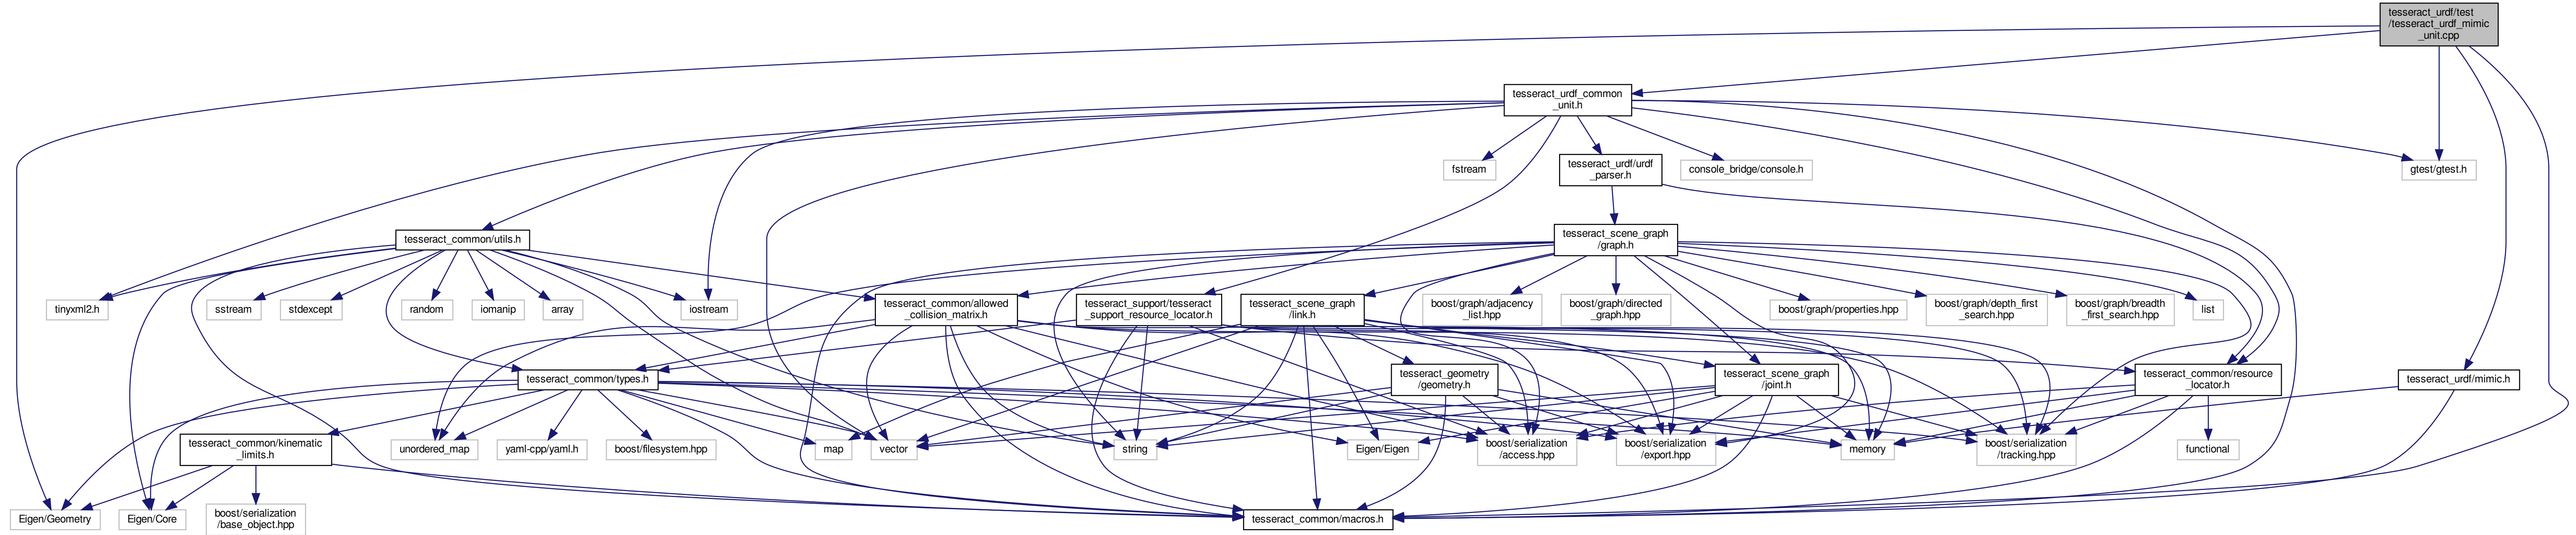 tesseract_urdf/test
/tesseract_urdf_mimic
_unit.cpp
tesseract_urdf_common
_unit.h
fstream
tesseract_urdf/urdf
_parser.h
console_bridge/console.h
gtest/gtest.h
tesseract_common/utils.h
tesseract_scene_graph
/graph.h
tinyxml2.h
sstream
stdexcept
random
iomanip
array
iostream
tesseract_common/allowed
_collision_matrix.h
tesseract_support/tesseract
_support_resource_locator.h
tesseract_scene_graph
/link.h
boost/graph/adjacency
_list.hpp
boost/graph/directed
_graph.hpp
boost/graph/properties.hpp
boost/graph/depth_first
_search.hpp
boost/graph/breadth
_first_search.hpp
list
tesseract_common/types.h
tesseract_geometry
/geometry.h
tesseract_scene_graph
/joint.h
tesseract_common/resource
_locator.h
tesseract_urdf/mimic.h
tesseract_common/kinematic
_limits.h
unordered_map
yaml-cpp/yaml.h
boost/filesystem.hpp
map
vector
string
Eigen/Eigen
boost/serialization
/access.hpp
boost/serialization
/export.hpp
memory
boost/serialization
/tracking.hpp
functional
Eigen/Geometry
Eigen/Core
boost/serialization
/base_object.hpp
tesseract_common/macros.h